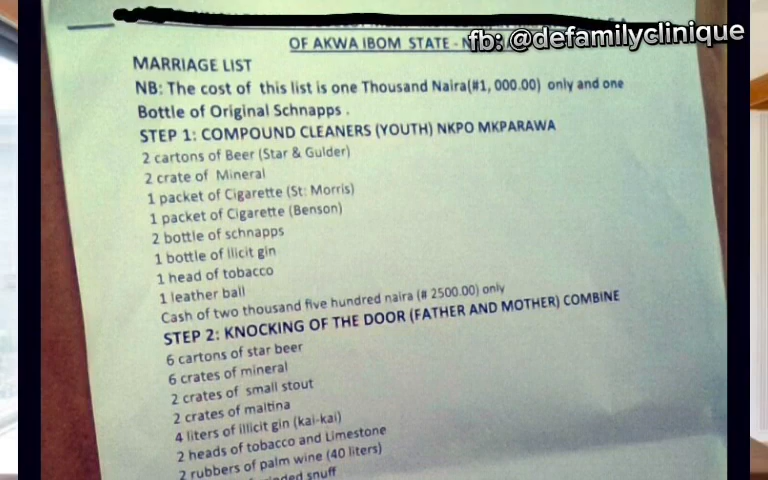 OF AKWA IBOM STATE - N
fb: @defamilyclinique
MARRIAGE LIST
NB: The cost of this list is one Thousand Naira(#1, 000.00) only and one
Bottle of Original Schnapps .
STEP 1: COMPOUND CLEANERS (YOUTH) NKPO MKPARAWA
2 cartons of Beer (Star & Gulder)
2 crate of Mineral
1 packet of Cigarette (St: Morris)
1 packet of Cigarette (Benson)
2 bottle of schnapps
1 bottle of illicit gin
1 head of tobacco
1 leather ball
Cash of two thousand five hundred naira (# 2500.00) only
STEP 2: KNOCKING OF THE DOOR (FATHER AND MOTHER) COMBINE
6 cartons of star beer
6 crates of mineral
2 crates of small stout
2 crates of maltina
4 liters of illicit gin (kai-kai)
2 heads of tobacco and Limestone
2 rubbers of palm wine (40 liters)
snuff